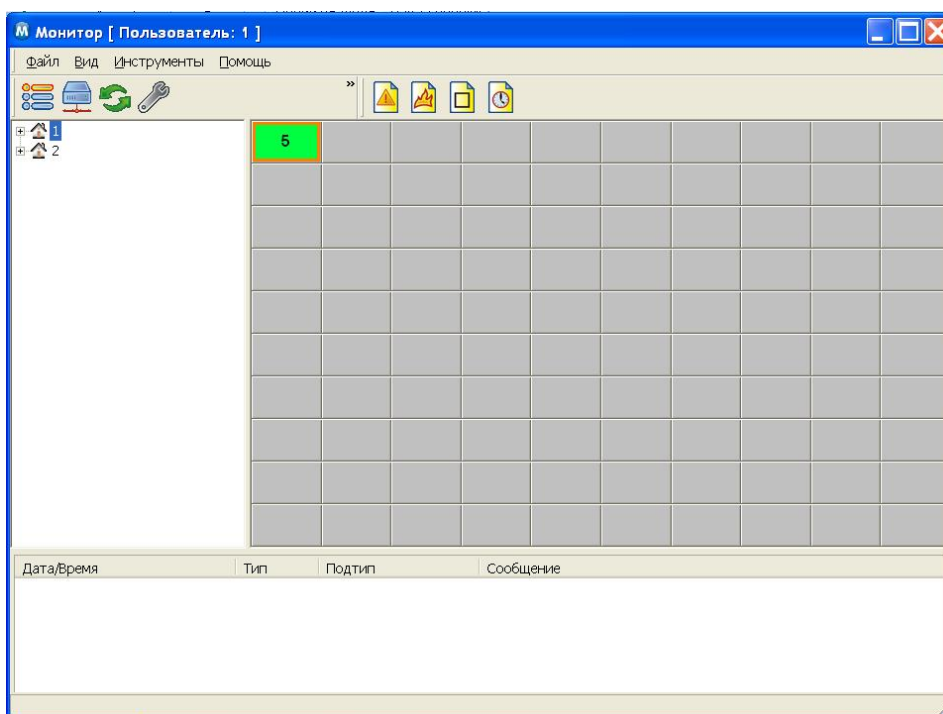 Монитор [ Пользователь: 1 ]
Файл Вид Инструменты Помощь
»
1
2
5
Дата/Время Тип Подтип Сообщение